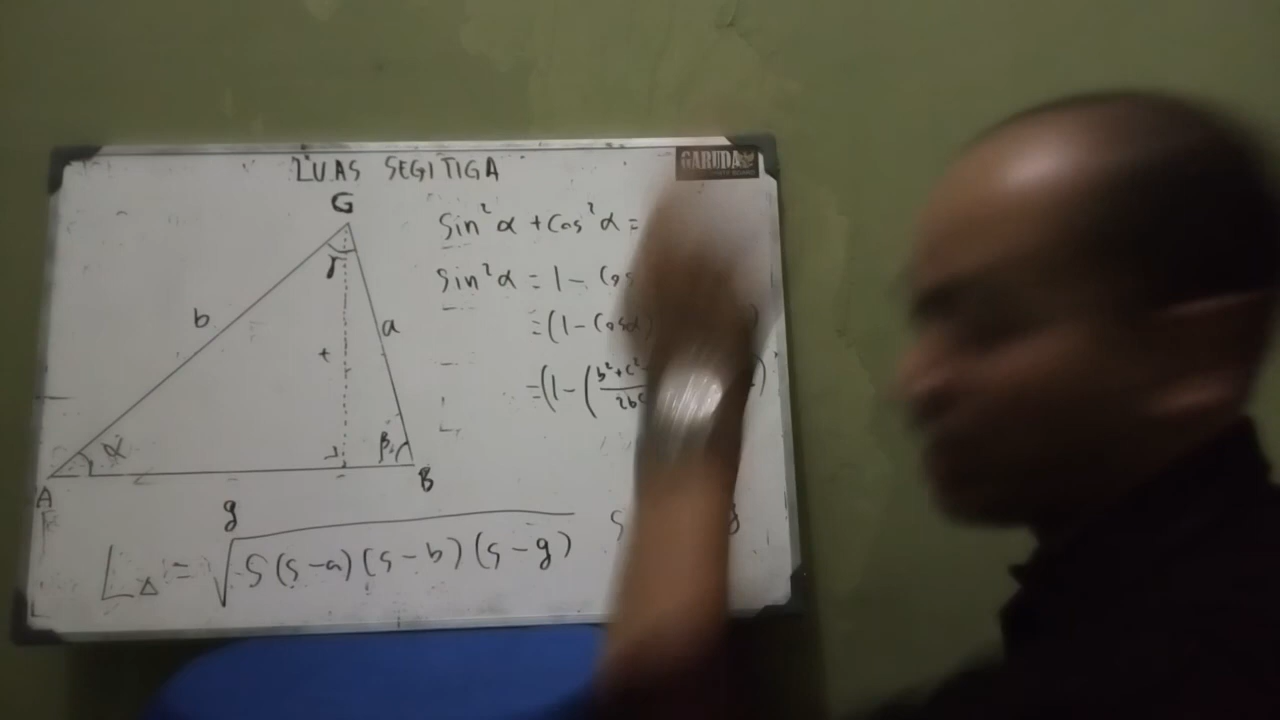 LUAS SEGITIGA
GARUDA
G
γ
b
a
t
α
β
A
B
g
Sin²α + Cos²α =
Sin²α = 1 - Cos
=(1 - Cosα)
=(1-(b²+c²-
2bc
L△ = √S(s-a)(s-b)(s-g)
S
g